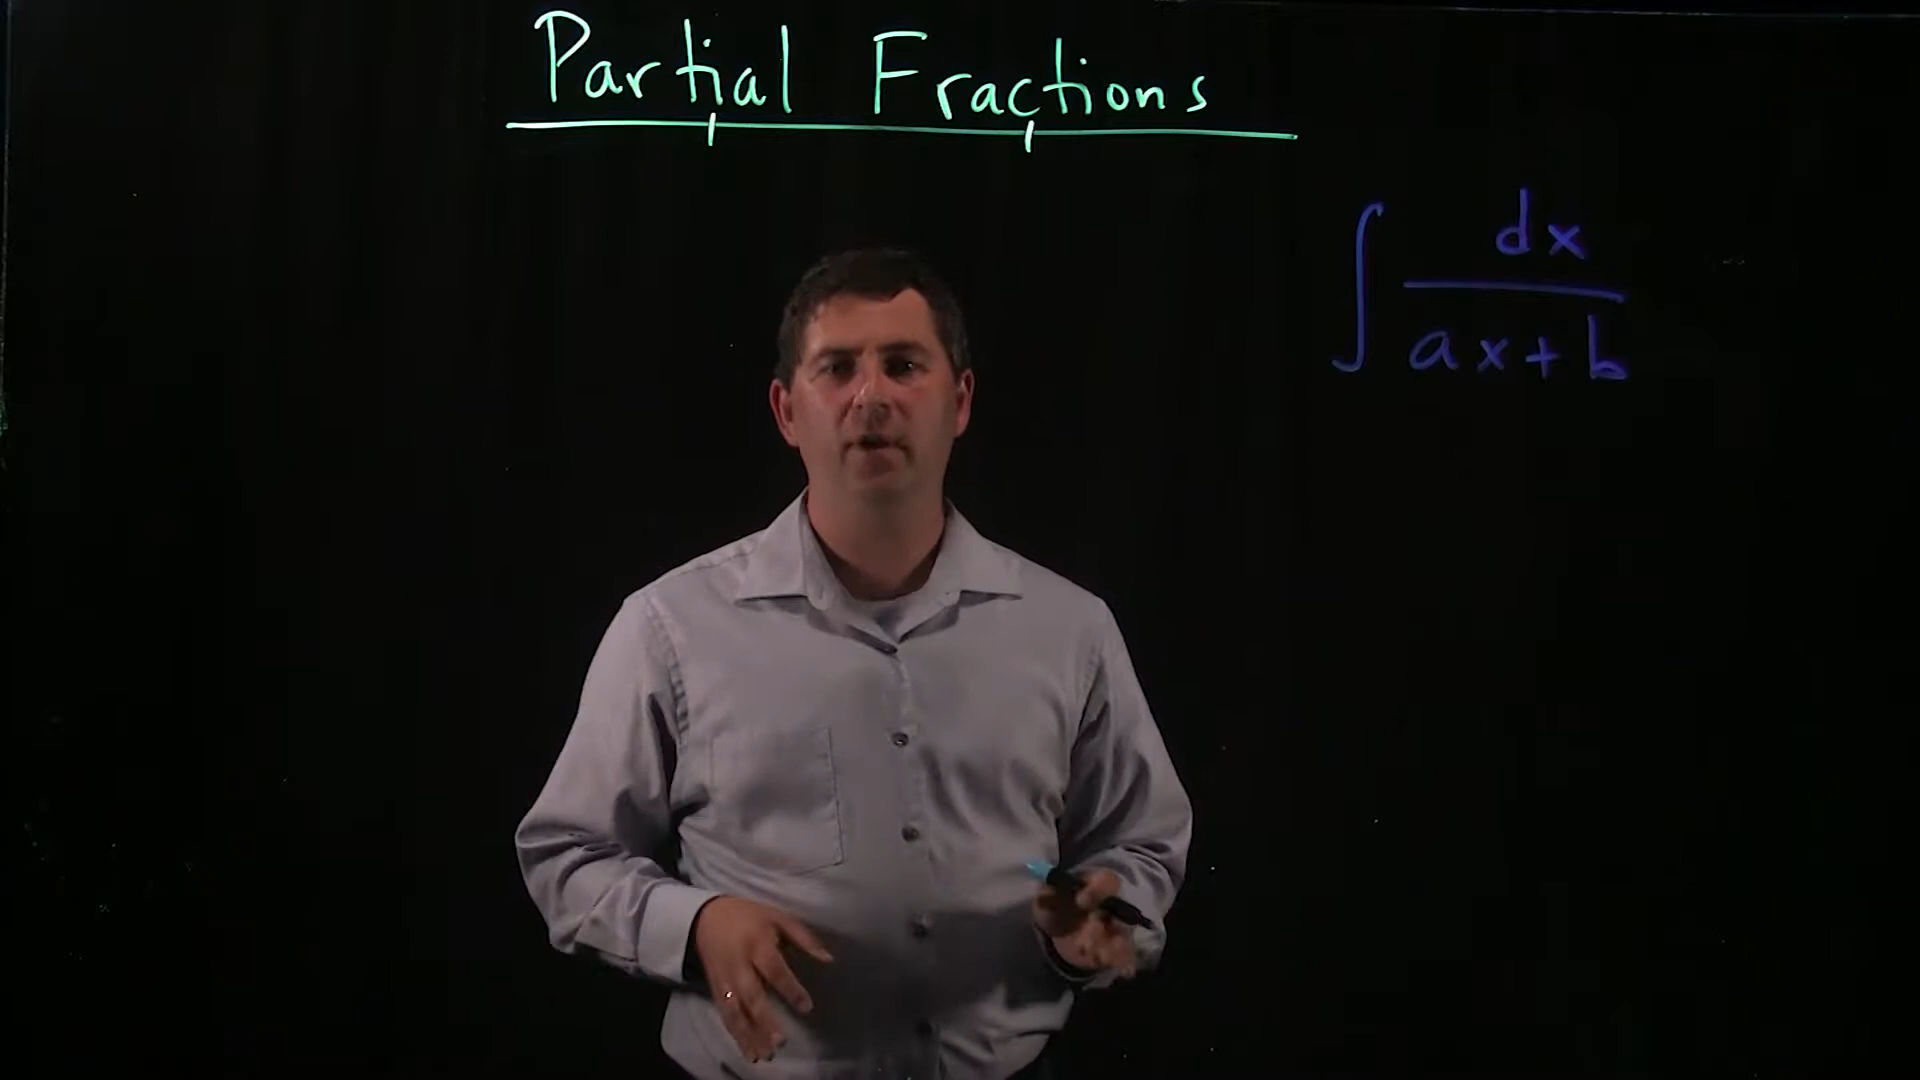 Partial Fractions
∫ dx
ax + b